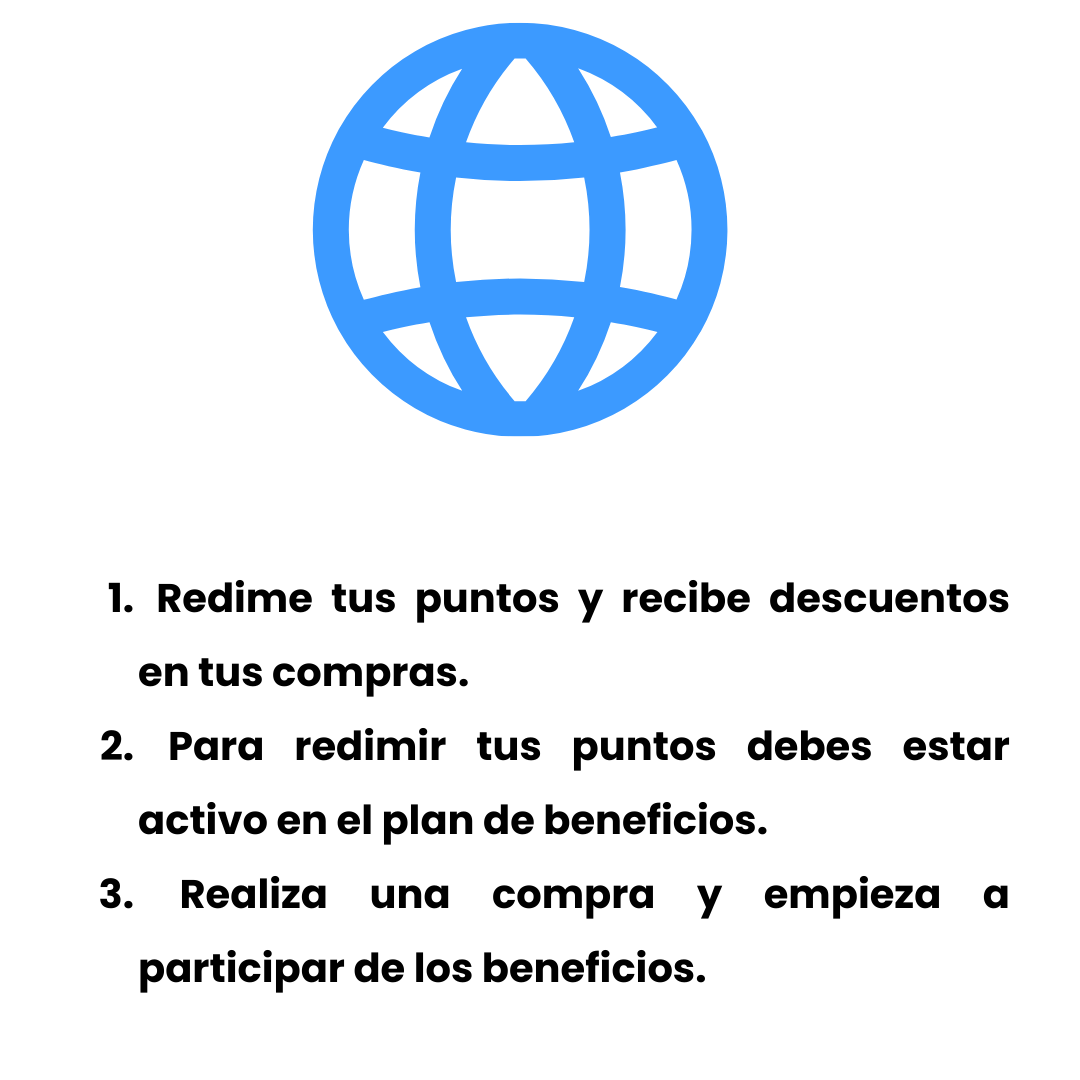 1. Redime tus puntos y recibe descuentos
en tus compras.
2. Para redimir tus puntos debes estar
activo en el plan de beneficios.
3. Realiza una compra y empieza a
participar de los beneficios.